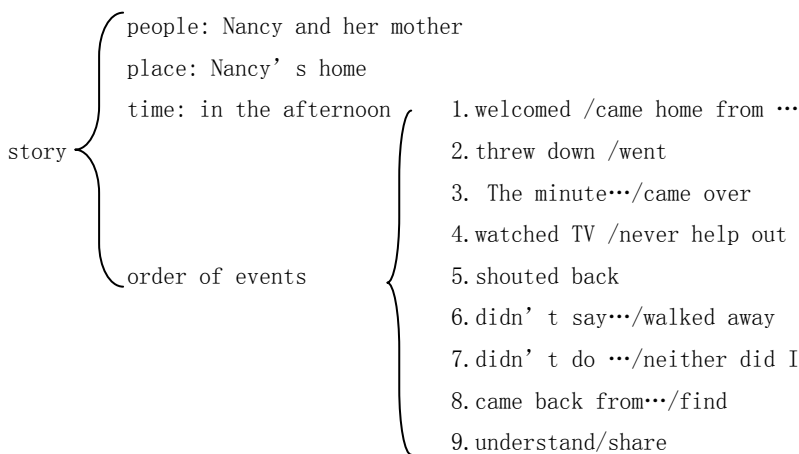 people: Nancy and her mother
place: Nancy’s home
time: in the afternoon
story
order of events
1.welcomed /came home from …
2.threw down /went
3. The minute…/came over
4.watched TV /never help out
5.shouted back
6.didn’t say…/walked away
7.didn’t do …/neither did I
8.came back from…/find
9.understand/share